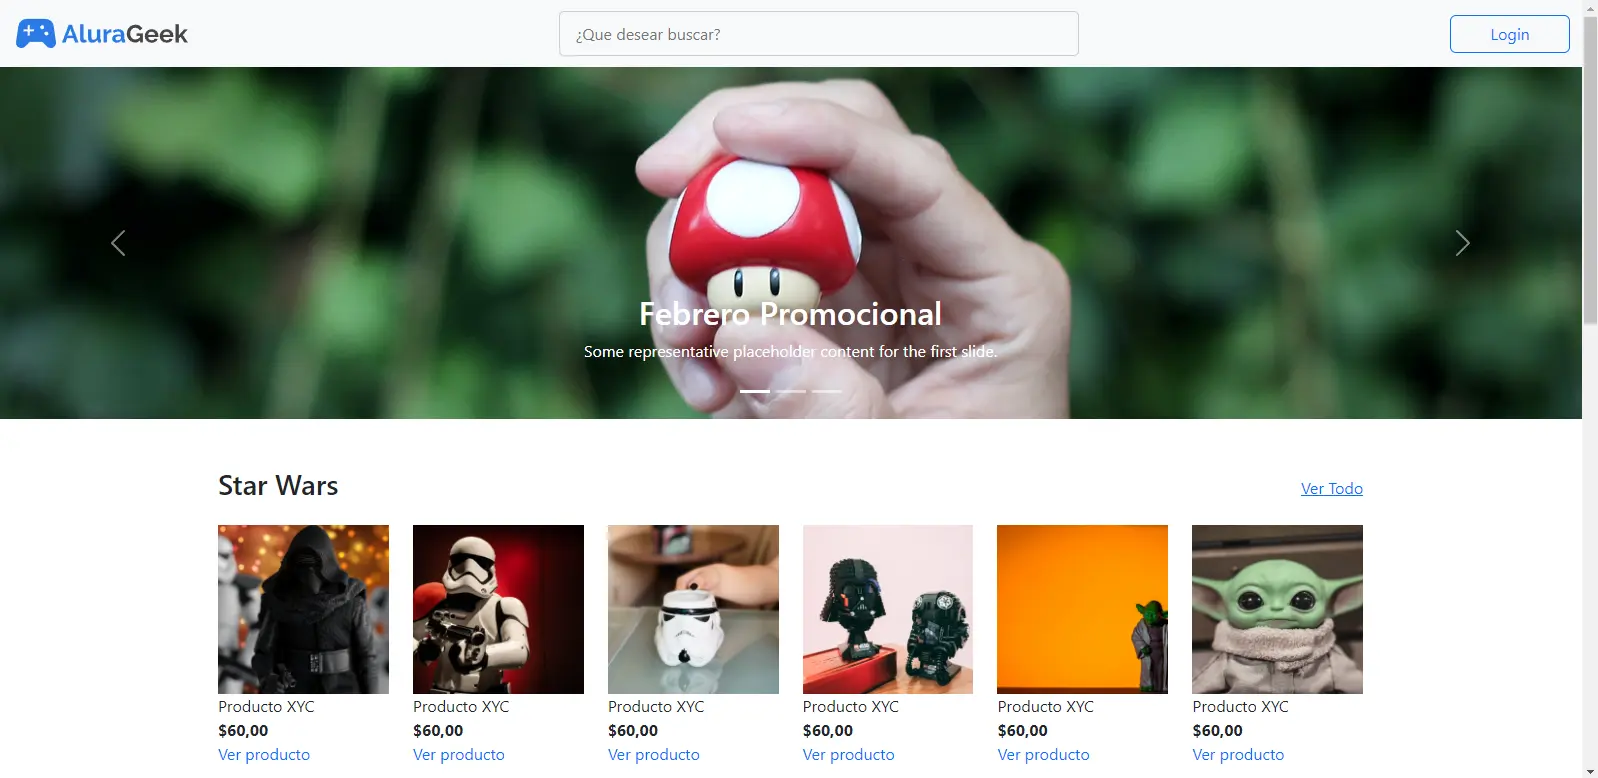 AluraGeek
¿Que desear buscar?
Login
Febrero Promocional
Some representative placeholder content for the first slide.
Star Wars
Ver Todo
Producto XYC
$60,00
Ver producto
Producto XYC
$60,00
Ver producto
Producto XYC
$60,00
Ver producto
Producto XYC
$60,00
Ver producto
Producto XYC
$60,00
Ver producto
Producto XYC
$60,00
Ver producto